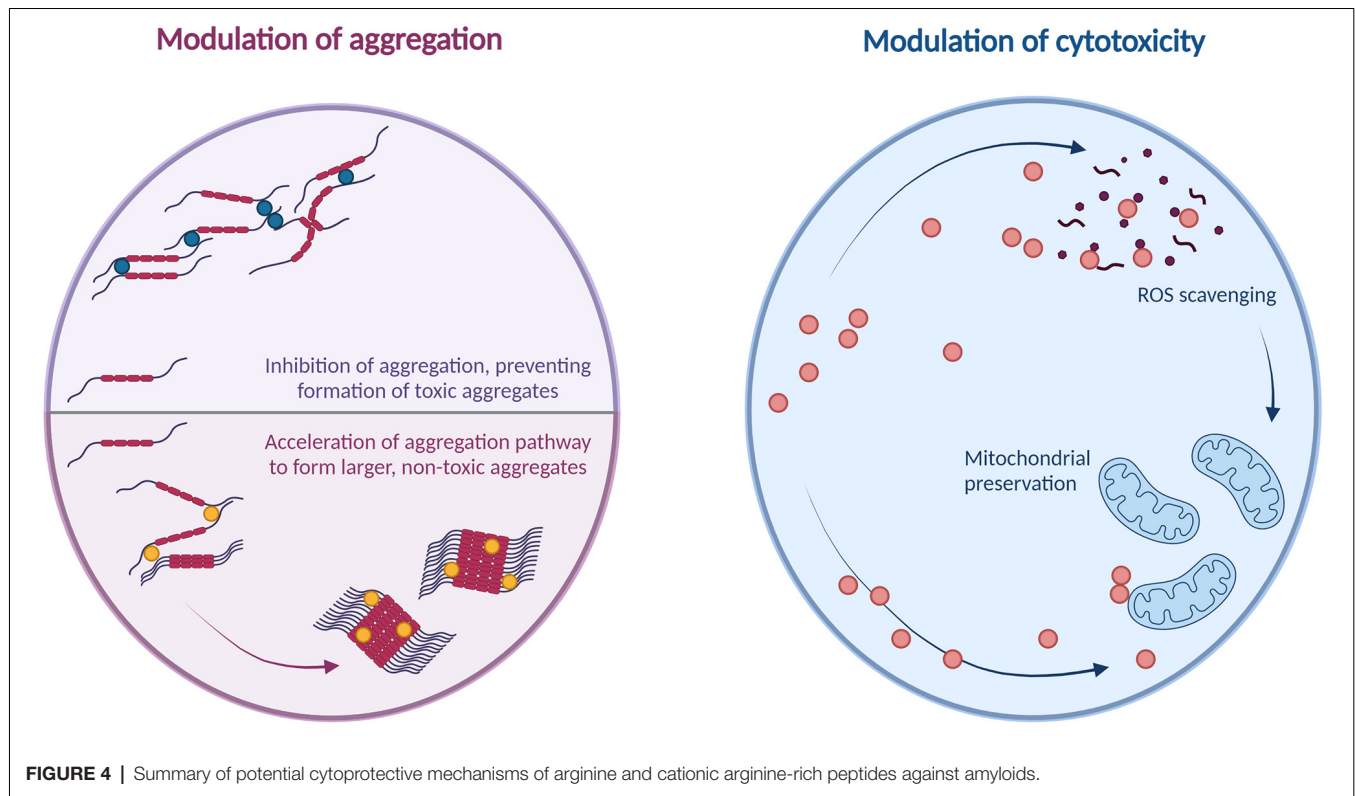 Modulation of aggregation
Modulation of cytotoxicity
Inhibition of aggregation, preventing
formation of toxic aggregates
Acceleration of aggregation pathway
to form larger, non-toxic aggregates
ROS scavenging
Mitochondrial
preservation
FIGURE 4 | Summary of potential cytoprotective mechanisms of arginine and cationic arginine-rich peptides against amyloids.